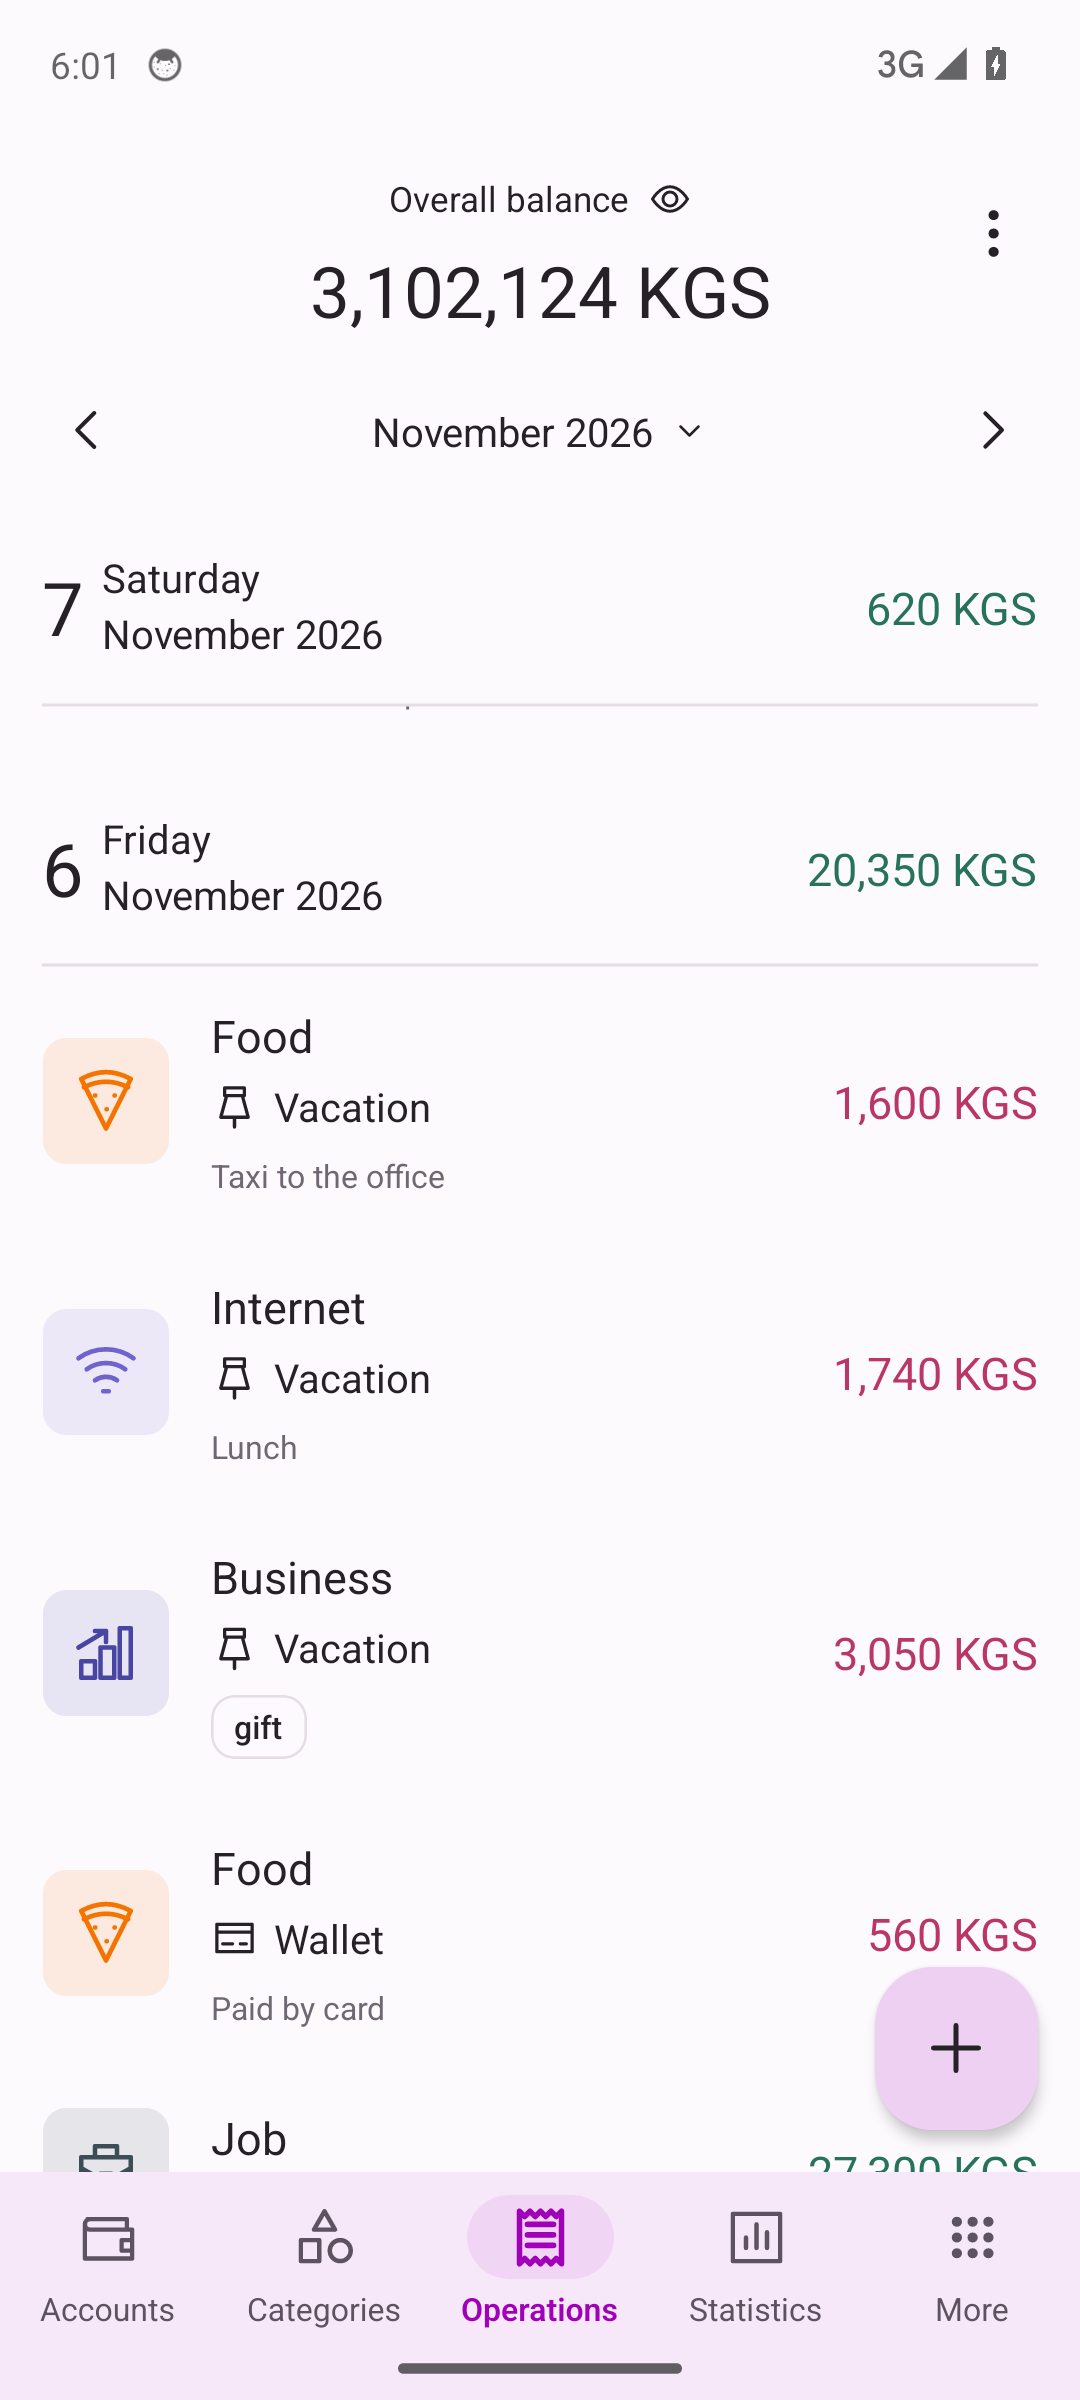 6:01
3G
Overall balance
3,102,124 KGS
November 2026
7
Saturday
November 2026
620 KGS
6
Friday
November 2026
20,350 KGS
Food
Vacation
1,600 KGS
Taxi to the office
Internet
Vacation
1,740 KGS
Lunch
Business
Vacation
3,050 KGS
gift
Food
Wallet
560 KGS
Paid by card
Job
27,300 KGS
Accounts
Categories
Operations
Statistics
More